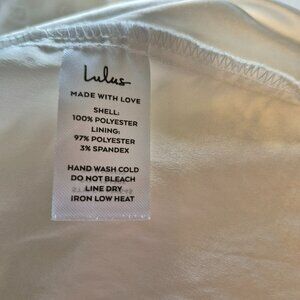 Lulus
MADE WITH LOVE
SHELL:
100% POLYESTER
LINING:
97% POLYESTER
3% SPANDEX
HAND WASH COLD
DO NOT BLEACH
LINE DRY
IRON LOW HEAT